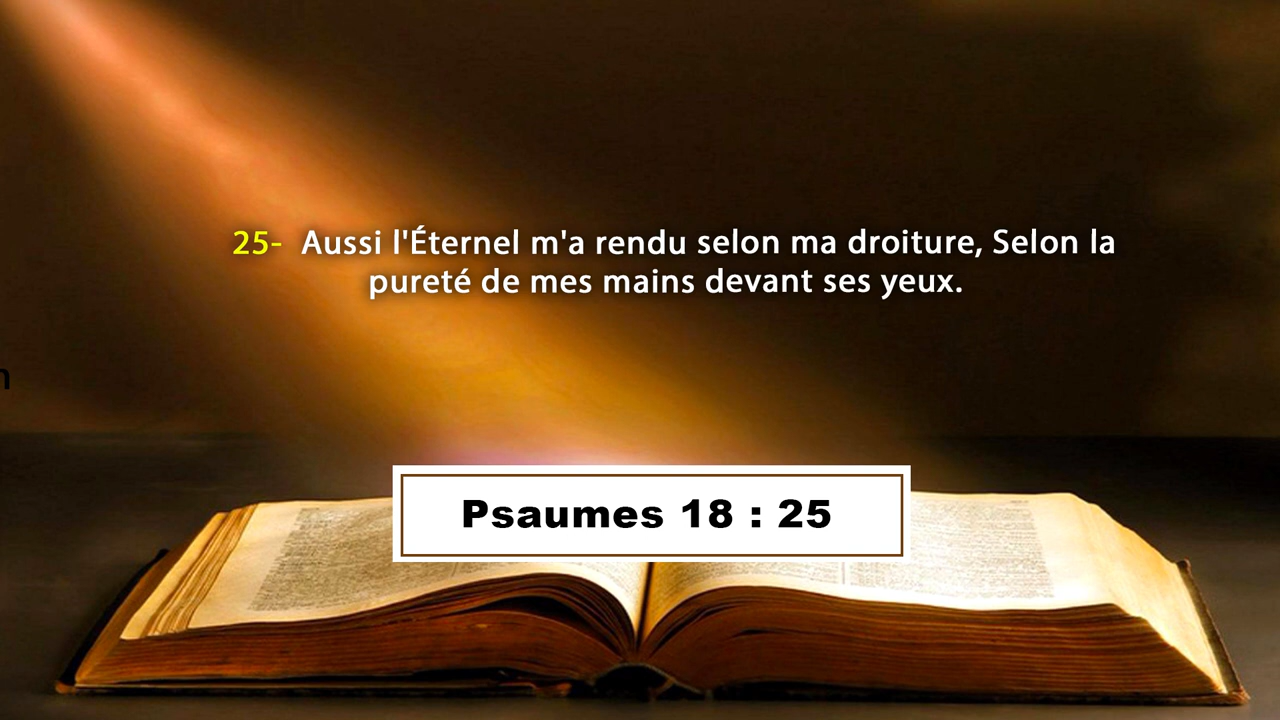 25- Aussi l'Éternel m'a rendu selon ma droiture, Selon la
pureté de mes mains devant ses yeux.
n
Psaumes 18 : 25